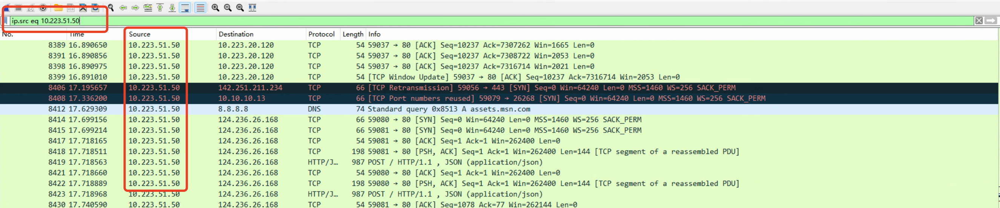 ip.src eq 10.223.51.50
No. Time Source Destination Protocol Length Info
8389 16.890650 10.223.51.50 10.223.20.120 TCP 54 59037 → 80 [ACK] Seq=10237 Ack=7307262 Win=1665 Len=0
8391 16.890856 10.223.51.50 10.223.20.120 TCP 54 59037 → 80 [ACK] Seq=10237 Ack=7308722 Win=2053 Len=0
8398 16.890975 10.223.51.50 10.223.20.120 TCP 54 59037 → 80 [ACK] Seq=10237 Ack=7316714 Win=2021 Len=0
8399 16.891010 10.223.51.50 10.223.20.120 TCP 54 [TCP Window Update] 59037 → 80 [ACK] Seq=10237 Ack=7316714 Win=2053 Len=0
8406 17.195657 10.223.51.50 142.251.211.234 TCP 66 [TCP Retransmission] 59056 → 443 [SYN] Seq=0 Win=64240 Len=0 MSS=1460 WS=256 SACK_PERM
8408 17.336200 10.223.51.50 10.10.10.13 TCP 66 [TCP Port numbers reused] 59079 → 26268 [SYN] Seq=0 Win=64240 Len=0 MSS=1460 WS=256 SACK_PERM
8412 17.629309 10.223.51.50 8.8.8.8 DNS 74 Standard query 0x8513 A assets.msn.com
8414 17.699156 10.223.51.50 124.236.26.168 TCP 66 59080 → 80 [SYN] Seq=0 Win=64240 Len=0 MSS=1460 WS=256 SACK_PERM
8415 17.699214 10.223.51.50 124.236.26.168 TCP 66 59081 → 80 [SYN] Seq=0 Win=64240 Len=0 MSS=1460 WS=256 SACK_PERM
8417 17.718165 10.223.51.50 124.236.26.168 TCP 54 59081 → 80 [ACK] Seq=1 Ack=1 Win=262400 Len=0
8418 17.718511 10.223.51.50 124.236.26.168 TCP 198 59081 → 80 [PSH, ACK] Seq=1 Ack=1 Win=262400 Len=144 [TCP segment of a reassembled PDU]
8419 17.718563 10.223.51.50 124.236.26.168 HTTP/J… 987 POST / HTTP/1.1 , JSON (application/json)
8421 17.718660 10.223.51.50 124.236.26.168 TCP 54 59080 → 80 [ACK] Seq=1 Ack=1 Win=262400 Len=0
8422 17.718889 10.223.51.50 124.236.26.168 TCP 198 59080 → 80 [PSH, ACK] Seq=1 Ack=1 Win=262400 Len=144 [TCP segment of a reassembled PDU]
8423 17.718968 10.223.51.50 124.236.26.168 HTTP/J… 987 POST / HTTP/1.1 , JSON (application/json)
8430 17.740590 10.223.51.50 124.236.26.168 TCP 54 59081 → 80 [ACK] Seq=1078 Ack=77 Win=262144 Len=0